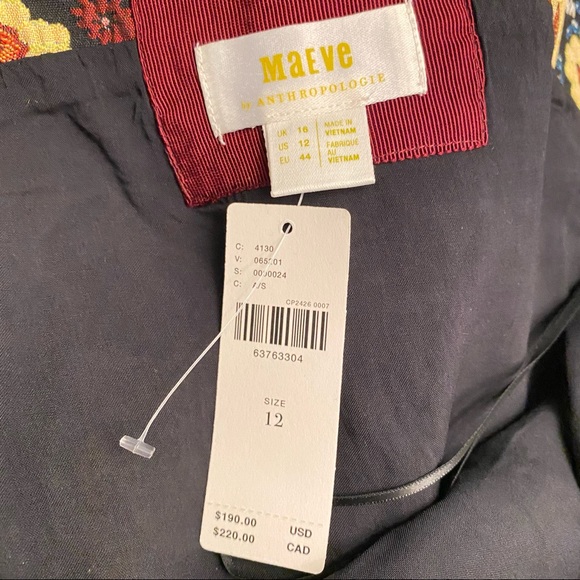 MaEVe
BY ANTHROPOLOGIE
UK 16
US 12
EU 44
MADE IN
VIETNAM
FABRIQUÉ
AU
VIETNAM
C: 4130
V:
S:
C:
CP2426 0007
63763304
SIZE
12
$190.00 USD
$220.00 CAD